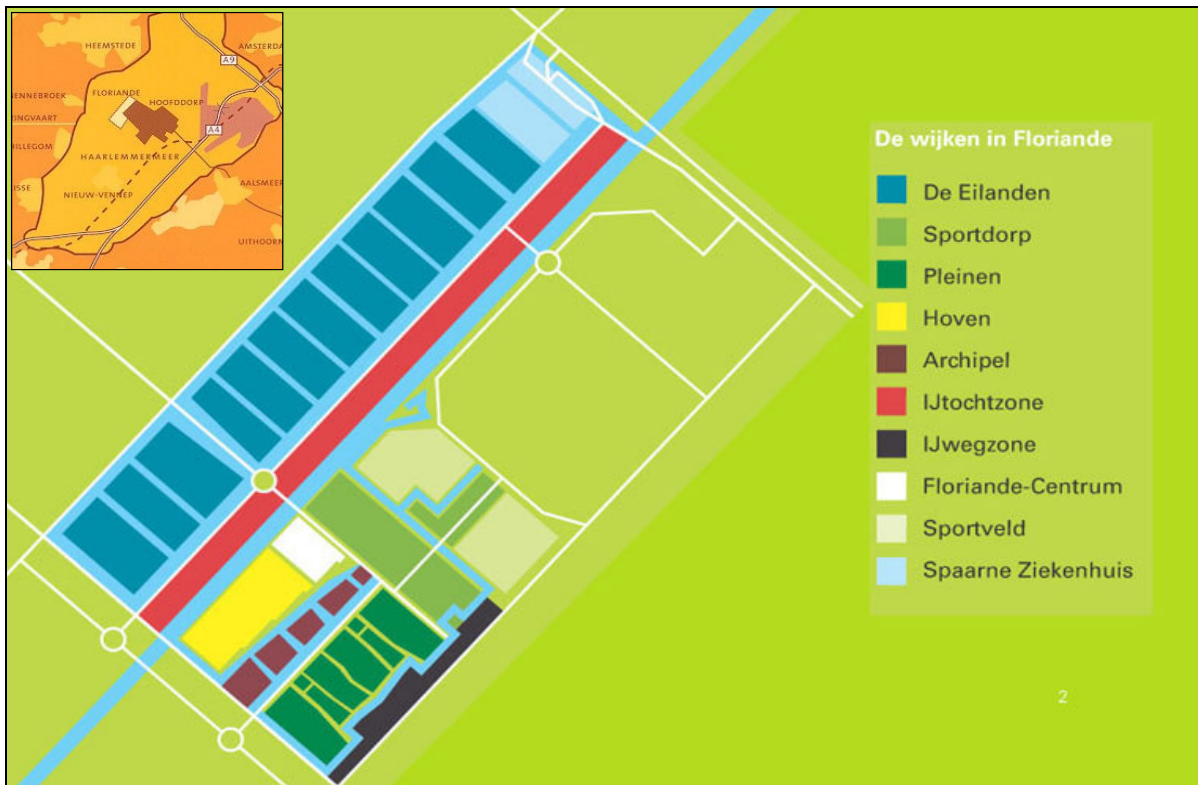 HEEMSTEDE
AMSTERDA
A9
ENNEBROEK
FLORIANDE
HOOFDDORP
RINGVAART
A4
ILLEGOM
HAARLEMMERMEER
ISSE
NIEUW-VENNEP
AALSMEER
UITHOORN
De wijken in Floriande
De Eilanden
Sportdorp
Pleinen
Hoven
Archipel
IJtochtzone
IJwegzone
Floriande-Centrum
Sportveld
Spaarne Ziekenhuis
2